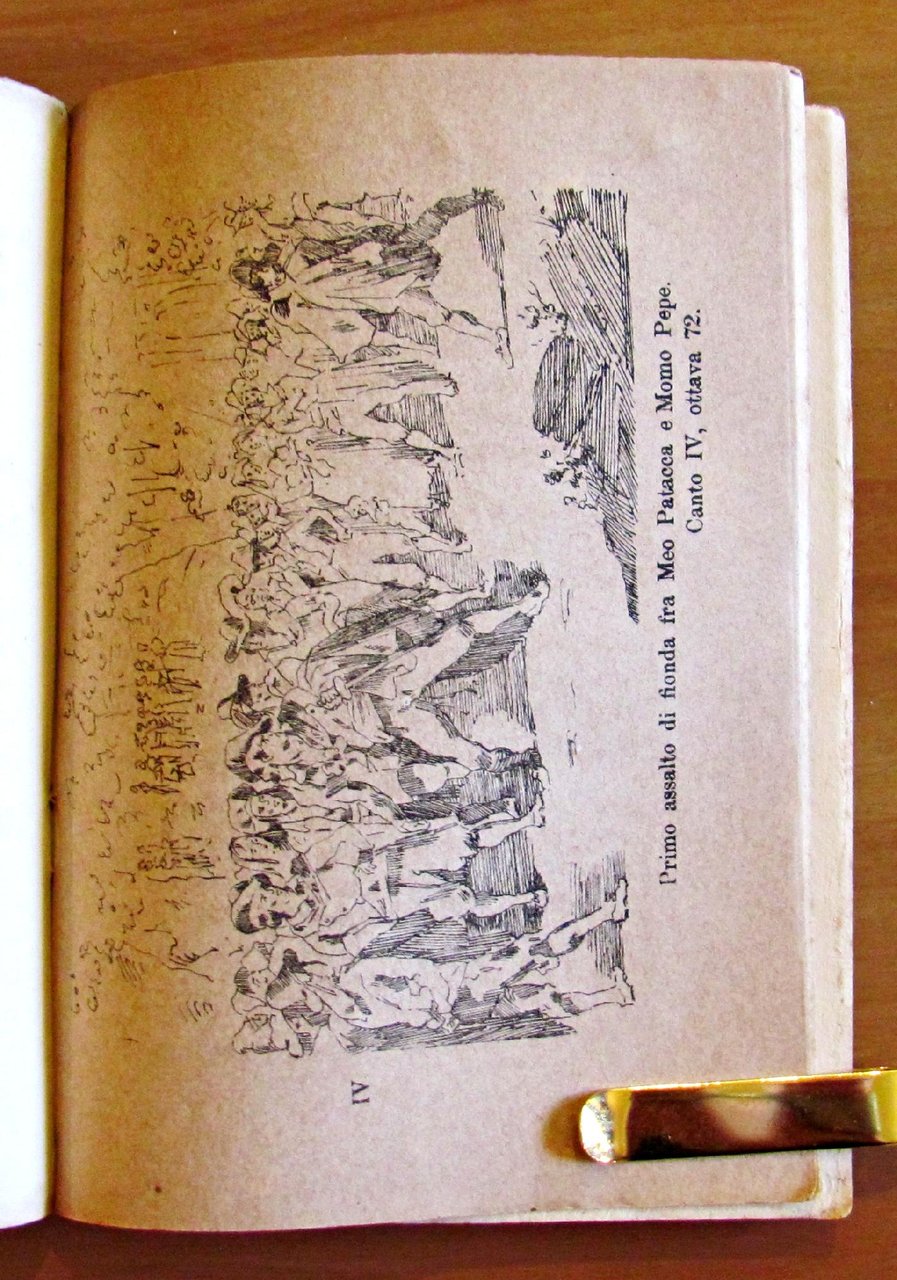 IV
Primo assalto di fionda fra Meo Patacca e Momo Pepe.
Canto IV, ottava 72.